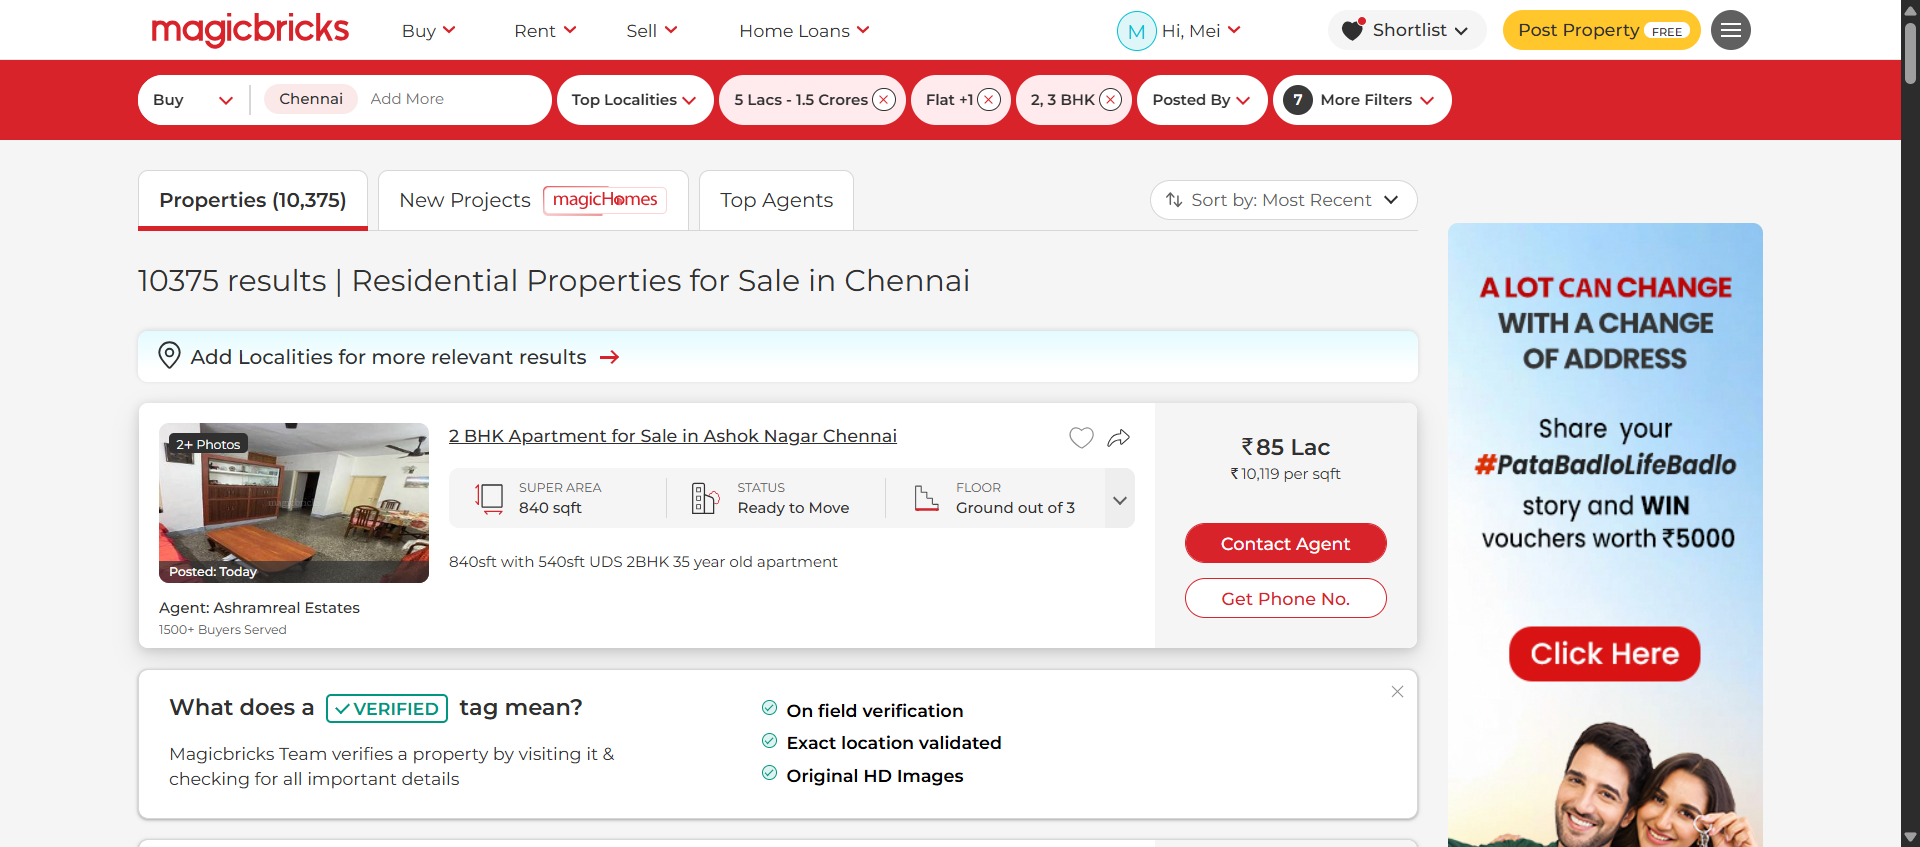 magicbricks
Buy
Rent
Sell
Home Loans
M
Hi, Mei
Shortlist
Post Property FREE
Buy
Chennai
Add More
Top Localities
5 Lacs - 1.5 Crores
Flat +1
2, 3 BHK
Posted By
7 More Filters
Properties (10,375)
New Projects magicHomes
Top Agents
Sort by: Most Recent
10375 results | Residential Properties for Sale in Chennai
Add Localities for more relevant results
2+ Photos
magicbricks
Posted: Today
Agent: Ashramreal Estates
1500+ Buyers Served
2 BHK Apartment for Sale in Ashok Nagar Chennai
SUPER AREA
840 sqft
STATUS
Ready to Move
FLOOR
Ground out of 3
840sft with 540sft UDS 2BHK 35 year old apartment
₹85 Lac
₹10,119 per sqft
Contact Agent
Get Phone No.
What does a VERIFIED tag mean?
Magicbricks Team verifies a property by visiting it &
checking for all important details
On field verification
Exact location validated
Original HD Images
A LOT CAN CHANGE
WITH A CHANGE
OF ADDRESS
Share your
#PataBadloLifeBadlo
story and WIN
vouchers worth ₹5000
Click Here